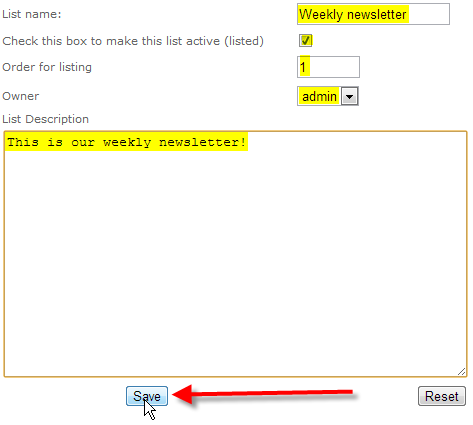 List name: Weekly newsletter
Check this box to make this list active (listed)
Order for listing 1
Owner admin
List Description
This is our weekly newsletter!
Save Reset